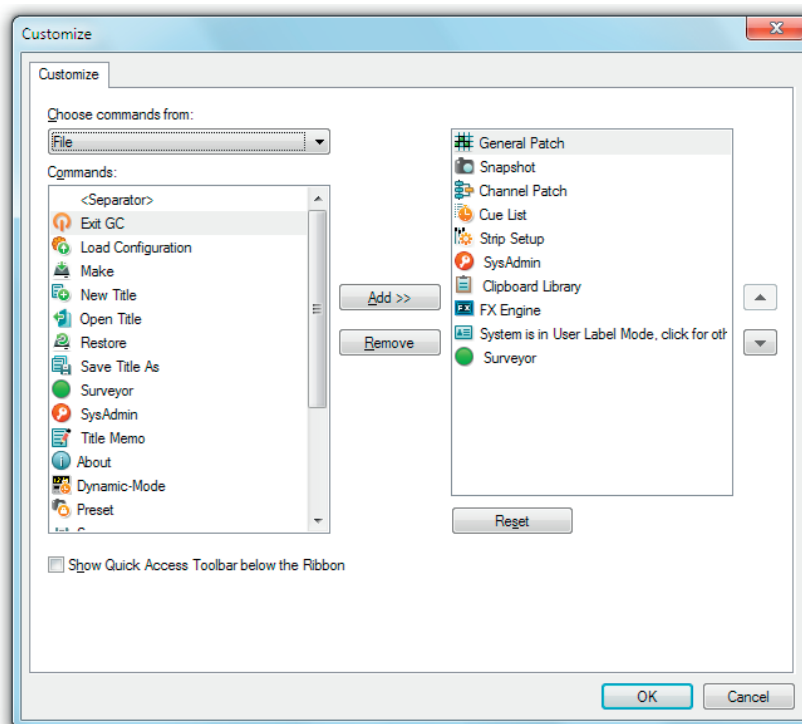 Customize
Customize
Choose commands from:
File
Commands:
<Separator>
Exit GC
Load Configuration
Make
New Title
Open Title
Restore
Save Title As
Surveyor
SysAdmin
Title Memo
About
Dynamic-Mode
Preset
Add >>
Remove
General Patch
Snapshot
Channel Patch
Cue List
Strip Setup
SysAdmin
Clipboard Library
FX Engine
System is in User Label Mode, click for oth
Surveyor
Reset
Show Quick Access Toolbar below the Ribbon
OK
Cancel